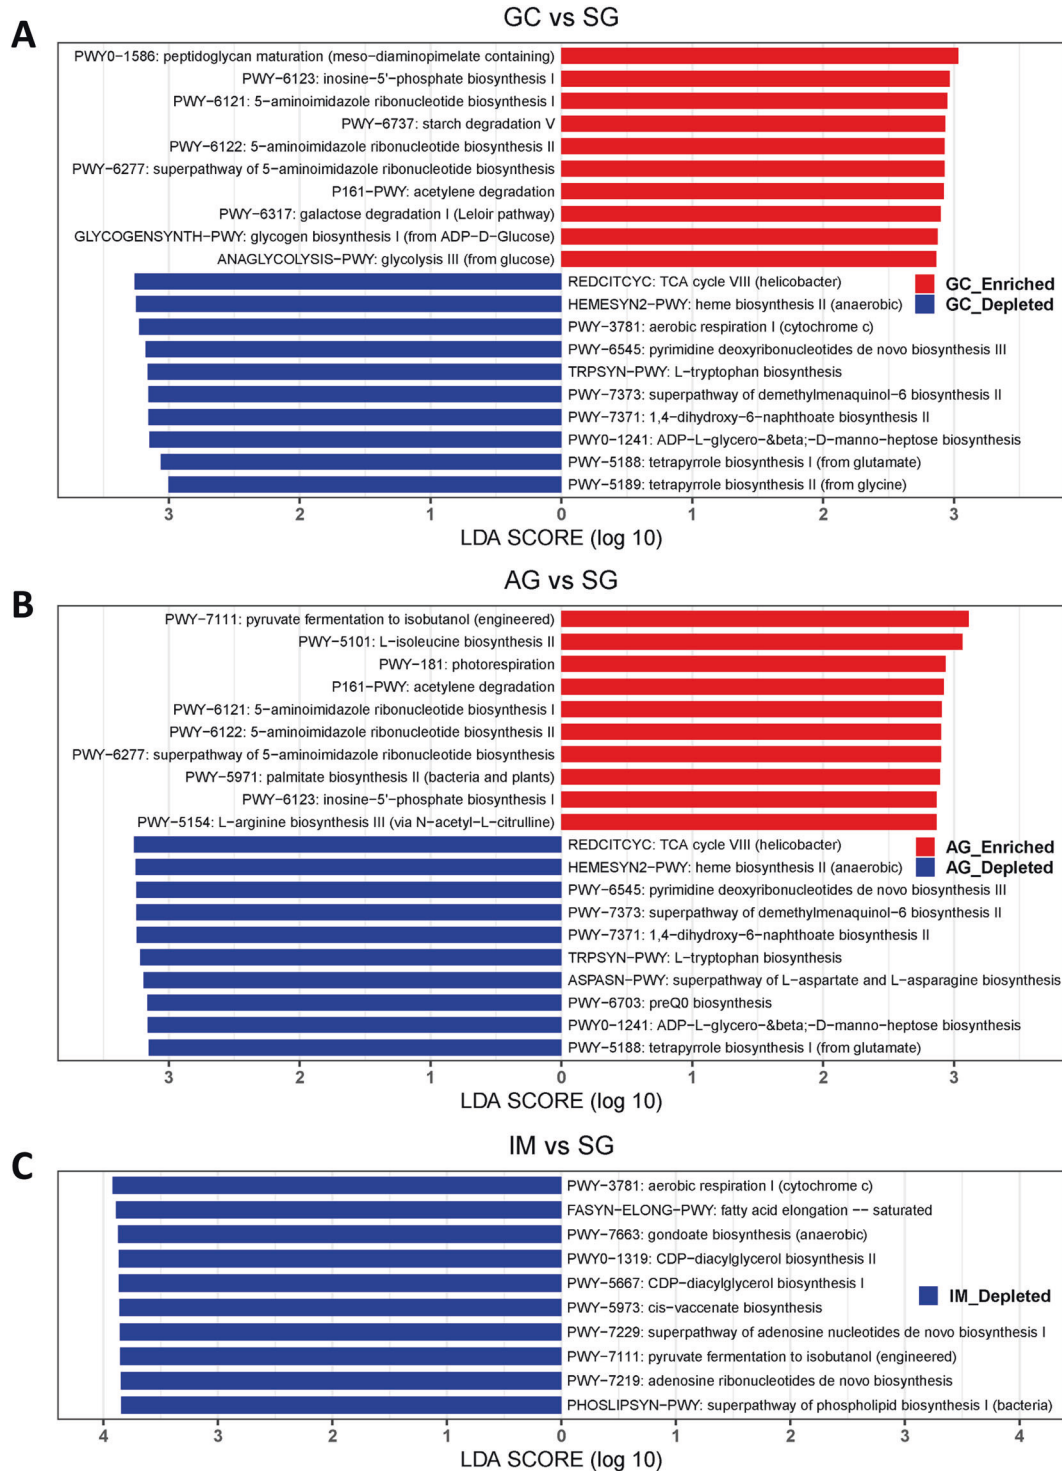 A
GC vs SG
PWY0−1586: peptidoglycan maturation (meso−diaminopimelate containing)
PWY−6123: inosine−5'−phosphate biosynthesis I
PWY−6121: 5−aminoimidazole ribonucleotide biosynthesis I
PWY−6737: starch degradation V
PWY−6122: 5−aminoimidazole ribonucleotide biosynthesis II
PWY−6277: superpathway of 5−aminoimidazole ribonucleotide biosynthesis
P161−PWY: acetylene degradation
PWY−6317: galactose degradation I (Leloir pathway)
GLYCOGENSYNTH−PWY: glycogen biosynthesis I (from ADP−D−Glucose)
ANAGLYCOLYSIS−PWY: glycolysis III (from glucose)
REDCITCYC: TCA cycle VIII (helicobacter)
GC_Enriched
HEMESYN2−PWY: heme biosynthesis II (anaerobic)
GC_Depleted
PWY−3781: aerobic respiration I (cytochrome c)
PWY−6545: pyrimidine deoxyribonucleotides de novo biosynthesis III
TRPSYN−PWY: L−tryptophan biosynthesis
PWY−7373: superpathway of demethylmenaquinol−6 biosynthesis II
PWY−7371: 1,4−dihydroxy−6−naphthoate biosynthesis II
PWY0−1241: ADP−L−glycero−&beta;−D−manno−heptose biosynthesis
PWY−5188: tetrapyrrole biosynthesis I (from glutamate)
PWY−5189: tetrapyrrole biosynthesis II (from glycine)
3 2 1 0 1 2 3
LDA SCORE (log 10)
B
AG vs SG
PWY−7111: pyruvate fermentation to isobutanol (engineered)
PWY−5101: L−isoleucine biosynthesis II
PWY−181: photorespiration
P161−PWY: acetylene degradation
PWY−6121: 5−aminoimidazole ribonucleotide biosynthesis I
PWY−6122: 5−aminoimidazole ribonucleotide biosynthesis II
PWY−6277: superpathway of 5−aminoimidazole ribonucleotide biosynthesis
PWY−5971: palmitate biosynthesis II (bacteria and plants)
PWY−6123: inosine−5'−phosphate biosynthesis I
PWY−5154: L−arginine biosynthesis III (via N−acetyl−L−citrulline)
REDCITCYC: TCA cycle VIII (helicobacter)
AG_Enriched
HEMESYN2−PWY: heme biosynthesis II (anaerobic)
AG_Depleted
PWY−6545: pyrimidine deoxyribonucleotides de novo biosynthesis III
PWY−7373: superpathway of demethylmenaquinol−6 biosynthesis II
PWY−7371: 1,4−dihydroxy−6−naphthoate biosynthesis II
TRPSYN−PWY: L−tryptophan biosynthesis
ASPASN−PWY: superpathway of L−aspartate and L−asparagine biosynthesis
PWY−6703: preQ0 biosynthesis
PWY0−1241: ADP−L−glycero−&beta;−D−manno−heptose biosynthesis
PWY−5188: tetrapyrrole biosynthesis I (from glutamate)
3 2 1 0 1 2 3
LDA SCORE (log 10)
C
IM vs SG
PWY−3781: aerobic respiration I (cytochrome c)
FASYN−ELONG−PWY: fatty acid elongation −− saturated
PWY−7663: gondoate biosynthesis (anaerobic)
PWY0−1319: CDP−diacylglycerol biosynthesis II
PWY−5667: CDP−diacylglycerol biosynthesis I
IM_Depleted
PWY−5973: cis−vaccenate biosynthesis
PWY−7229: superpathway of adenosine nucleotides de novo biosynthesis I
PWY−7111: pyruvate fermentation to isobutanol (engineered)
PWY−7219: adenosine ribonucleotides de novo biosynthesis
PHOSLIPSYN−PWY: superpathway of phospholipid biosynthesis I (bacteria)
4 3 2 1 0 1 2 3 4
LDA SCORE (log 10)